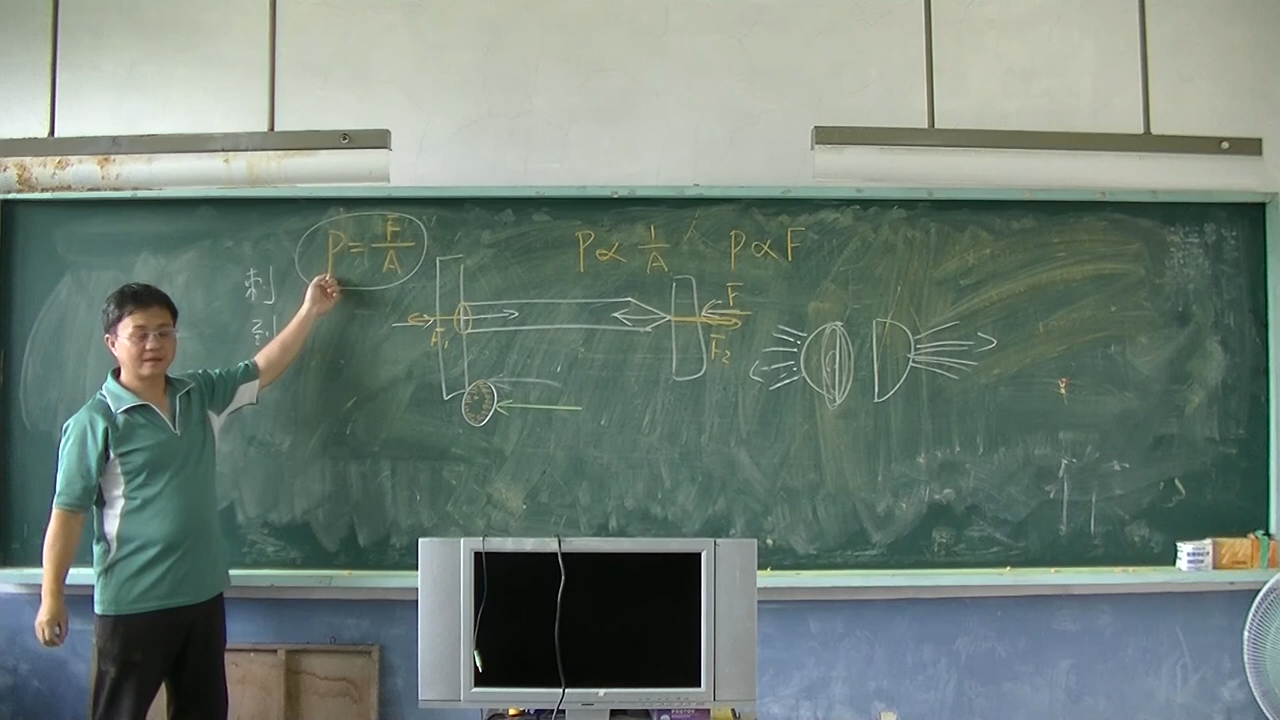 P = F/A
P ∝ 1/A
P ∝ F
刺
A₁
F
F₂